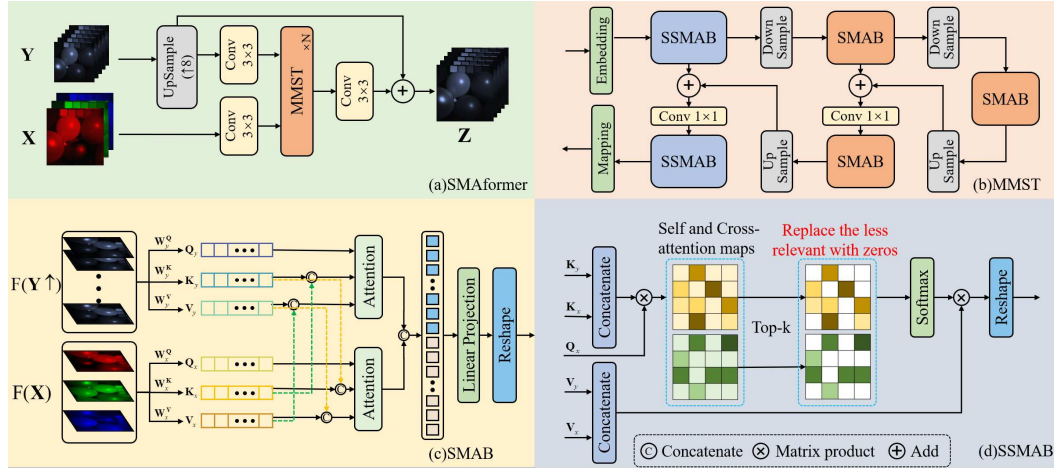 Y
X
UpSample
(↑8)
Conv
3×3
Conv
3×3
MMST
×N
Conv
3×3
Z
(a)SMAformer
Embedding
SSMAB
Down
Sample
SMAB
Down
Sample
SMAB
Conv 1×1
Conv 1×1
Mapping
SSMAB
Up
Sample
SMAB
Up
Sample
(b)MMST
F(Y↑)
W_y^Q
Q_y
W_y^K
K_y
W_y^V
V_y
Attention
F(X)
W_x^Q
Q_x
W_x^K
K_x
W_x^V
V_x
Attention
C
C
C
C
C
Linear Projection
Reshape
(c)SMAB
Self and Cross-
attention maps
Replace the less
relevant with zeros
K_y
K_x
Concatenate
Q_x
V_y
V_x
Concatenate
Top-k
Softmax
Reshape
C Concatenate
Matrix product
Add
(d)SSMAB